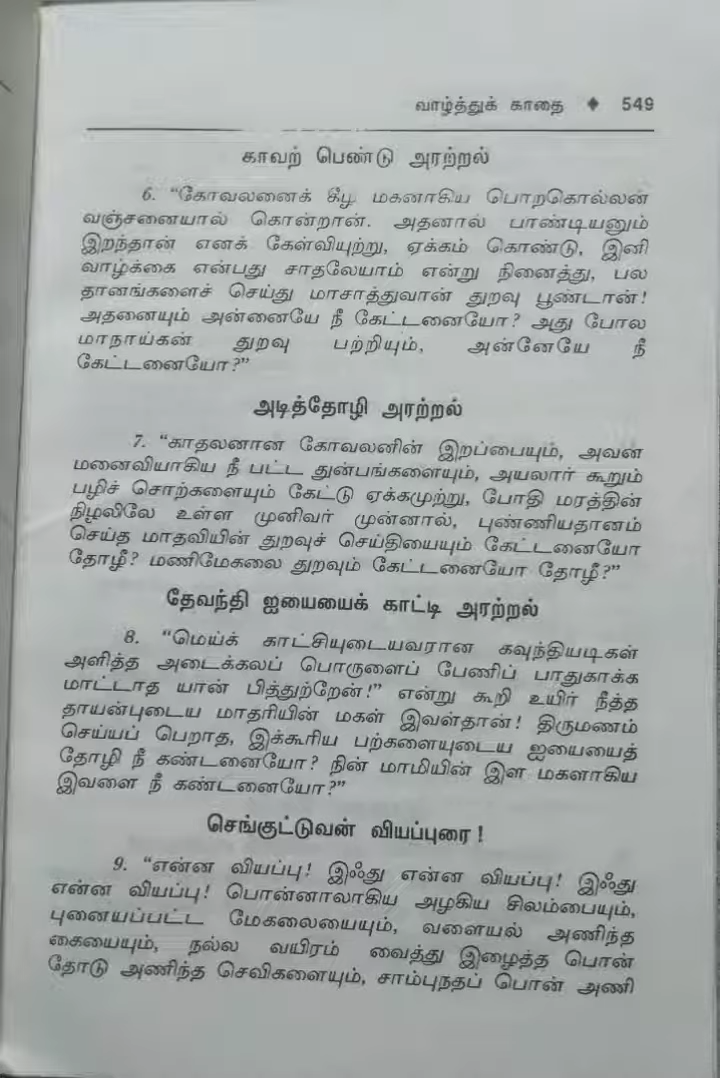 வாழ்த்துக் காதை ◆ 549
காவற் பெண்டு அரற்றல்
6. “கோவலனைக் கீழ் மகனாகிய பொற்கொல்லன்
வஞ்சனையால் கொன்றான். அதனால் பாண்டியனும்
இறந்தான் எனக் கேள்வியுற்று, ஏக்கம் கொண்டு, இனி
வாழ்க்கை என்பது சாதலேயாம் என்று நினைத்து, பல
தானங்களைச் செய்து மாசாத்துவான் துறவு பூண்டான்!
அதனையும் அன்னையே நீ கேட்டனையோ? அது போல
மாநாய்கன் துறவு பற்றியும், அன்னேயே நீ
கேட்டனையோ?”
அடித்தோழி அரற்றல்
7. “காதலனான கோவலனின் இறப்பையும், அவன்
மனைவியாகிய நீ பட்ட துன்பங்களையும், அயலார் கூறும்
பழிச் சொற்களையும் கேட்டு ஏக்கமுற்று, போதி மரத்தின்
நிழலிலே உள்ள முனிவர் முன்னால், புண்ணியதானம்
செய்த மாதவியின் துறவுச் செய்தியையும் கேட்டனையோ
தோழீ? மணிமேகலை துறவும் கேட்டனையோ தோழீ?”
தேவந்தி ஐயையைக் காட்டி அரற்றல்
8. “மெய்க் காட்சியுடையவரான கவுந்தியடிகள்
அளித்த அடைக்கலப் பொருளைப் பேணிப் பாதுகாக்க
மாட்டாத யான் பித்துற்றேன்!” என்று கூறி உயிர் நீத்த
தாயன்புடைய மாதரியின் மகள் இவள்தான்! திருமணம்
செய்யப் பெறாத, இக்கூரிய பற்களையுடைய ஐயையைத்
தோழி நீ கண்டனையோ? நின் மாமியின் இள மகளாகிய
இவளை நீ கண்டனையோ?”
செங்குட்டுவன் வியப்புரை!
9. “என்ன வியப்பு! இஃது என்ன வியப்பு! இஃது
என்ன வியப்பு! பொன்னாலாகிய அழகிய சிலம்பையும்,
புனையப்பட்ட மேகலையையும், வளையல் அணிந்த
கையையும், நல்ல வயிரம் வைத்து இழைத்த பொன்
தோடு அணிந்த செவிகளையும், சாம்புநதப் பொன் அணி